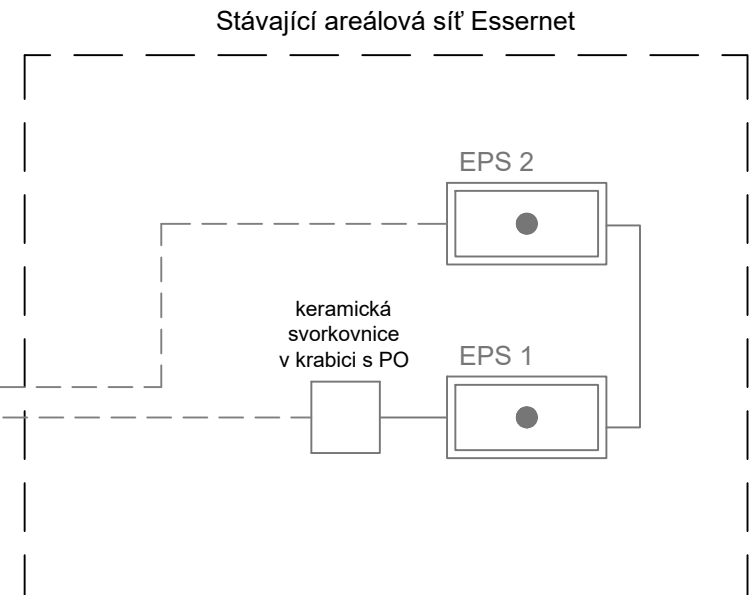 Stávající areálová síť Essernet
EPS 2
keramická
svorkovnice
v krabici s PO
EPS 1